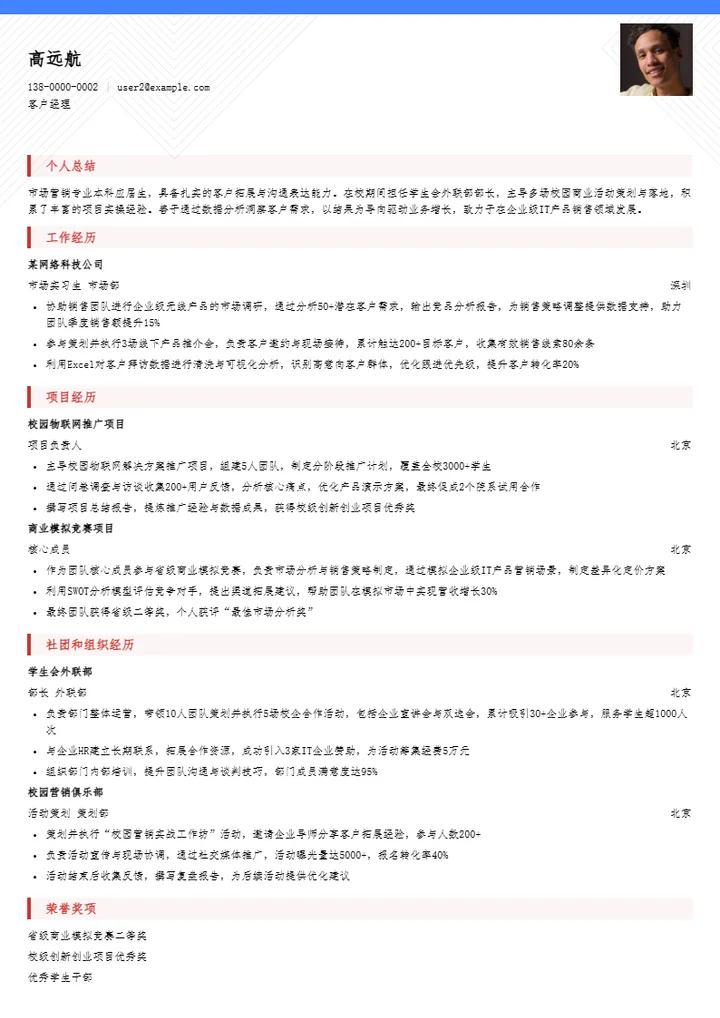 高远航
138-0000-0002 | user2@example.com
客户经理
个人总结
市场营销专业本科应届生，具备扎实的客户拓展与沟通表达能力。在校期间担任学生会外联部部长，主导多场校园商业活动策划与落地，积
累了丰富的项目实操经验。善于通过数据分析洞察客户需求，以结果为导向驱动业务增长，致力于在企业级IT产品销售领域发展。
工作经历
某网络科技公司
市场实习生 市场部 深圳
• 协助销售团队进行企业级无线产品的市场调研，通过分析50+潜在客户需求，输出竞品分析报告，为销售策略调整提供数据支持，助力
团队季度销售额提升15%
• 参与策划并执行3场线下产品推介会，负责客户邀约与现场接待，累计触达200+目标客户，收集有效销售线索80余条
• 利用Excel对客户拜访数据进行清洗与可视化分析，识别高意向客户群体，优化跟进优先级，提升客户转化率20%
项目经历
校园物联网推广项目
项目负责人 北京
• 主导校园物联网解决方案推广项目，组建5人团队，制定分阶段推广计划，覆盖全校3000+学生
• 通过问卷调查与访谈收集200+用户反馈，分析核心痛点，优化产品演示方案，最终促成2个院系试用合作
• 撰写项目总结报告，提炼推广经验与数据成果，获得校级创新创业项目优秀奖
商业模拟竞赛项目
核心成员 北京
• 作为团队核心成员参与省级商业模拟竞赛，负责市场分析与销售策略制定，通过模拟企业级IT产品营销场景，制定差异化定价方案
• 利用SWOT分析模型评估竞争对手，提出渠道拓展建议，帮助团队在模拟市场中实现营收增长30%
• 最终团队获得省级二等奖，个人获评“最佳市场分析奖”
社团和组织经历
学生会外联部
部长 外联部 北京
• 负责部门整体运营，带领10人团队策划并执行5场校企合作活动，包括企业宣讲会与双选会，累计吸引30+企业参与，服务学生超1000人
次
• 与企业HR建立长期联系，拓展合作资源，成功引入3家IT企业赞助，为活动筹集经费5万元
• 组织部门内部培训，提升团队沟通与谈判技巧，部门成员满意度达95%
校园营销俱乐部
活动策划 策划部 北京
• 策划并执行“校园营销实战工作坊”活动，邀请企业导师分享客户拓展经验，参与人数200+
• 负责活动宣传与现场协调，通过社交媒体推广，活动曝光量达5000+，报名转化率40%
• 活动结束后收集反馈，撰写复盘报告，为后续活动提供优化建议
荣誉奖项
省级商业模拟竞赛二等奖
校级创新创业项目优秀奖
优秀学生干部